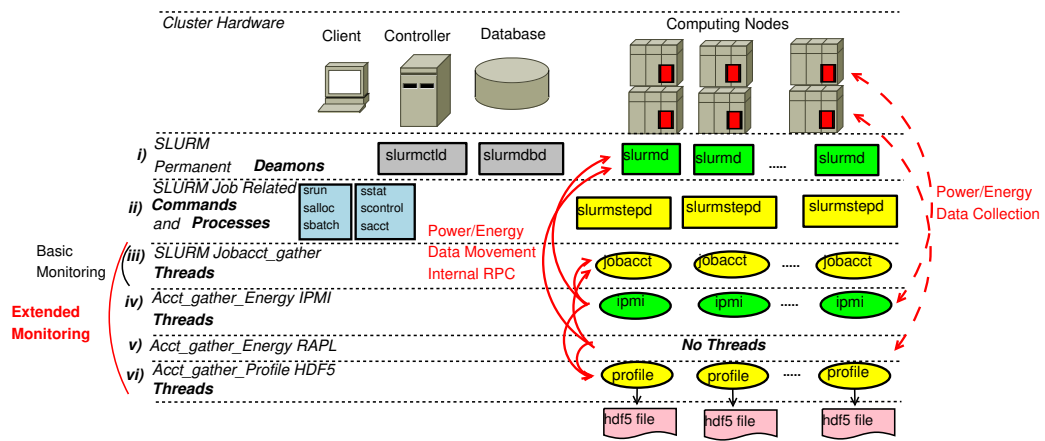 Cluster Hardware
Computing Nodes
Client
Controller
Database
i) SLURM
Permanent Deamons
slurmctld
slurmdbd
slurmd
slurmd
.....
slurmd
ii) SLURM Job Related
Commands
and Processes
srun
salloc
sbatch
sstat
scontrol
sacct
slurmstepd
slurmstepd
slurmstepd
Power/Energy
Data Collection
Power/Energy
Data Movement
Internal RPC
Basic
Monitoring
iii) SLURM Jobacct_gather
Threads
jobacct
jobacct
.....
jobacct
Extended
Monitoring
iv) Acct_gather_Energy IPMI
Threads
ipmi
ipmi
.....
ipmi
v) Acct_gather_Energy RAPL
No Threads
vi) Acct_gather_Profile HDF5
Threads
profile
profile
.....
profile
hdf5 file
hdf5 file
hdf5 file